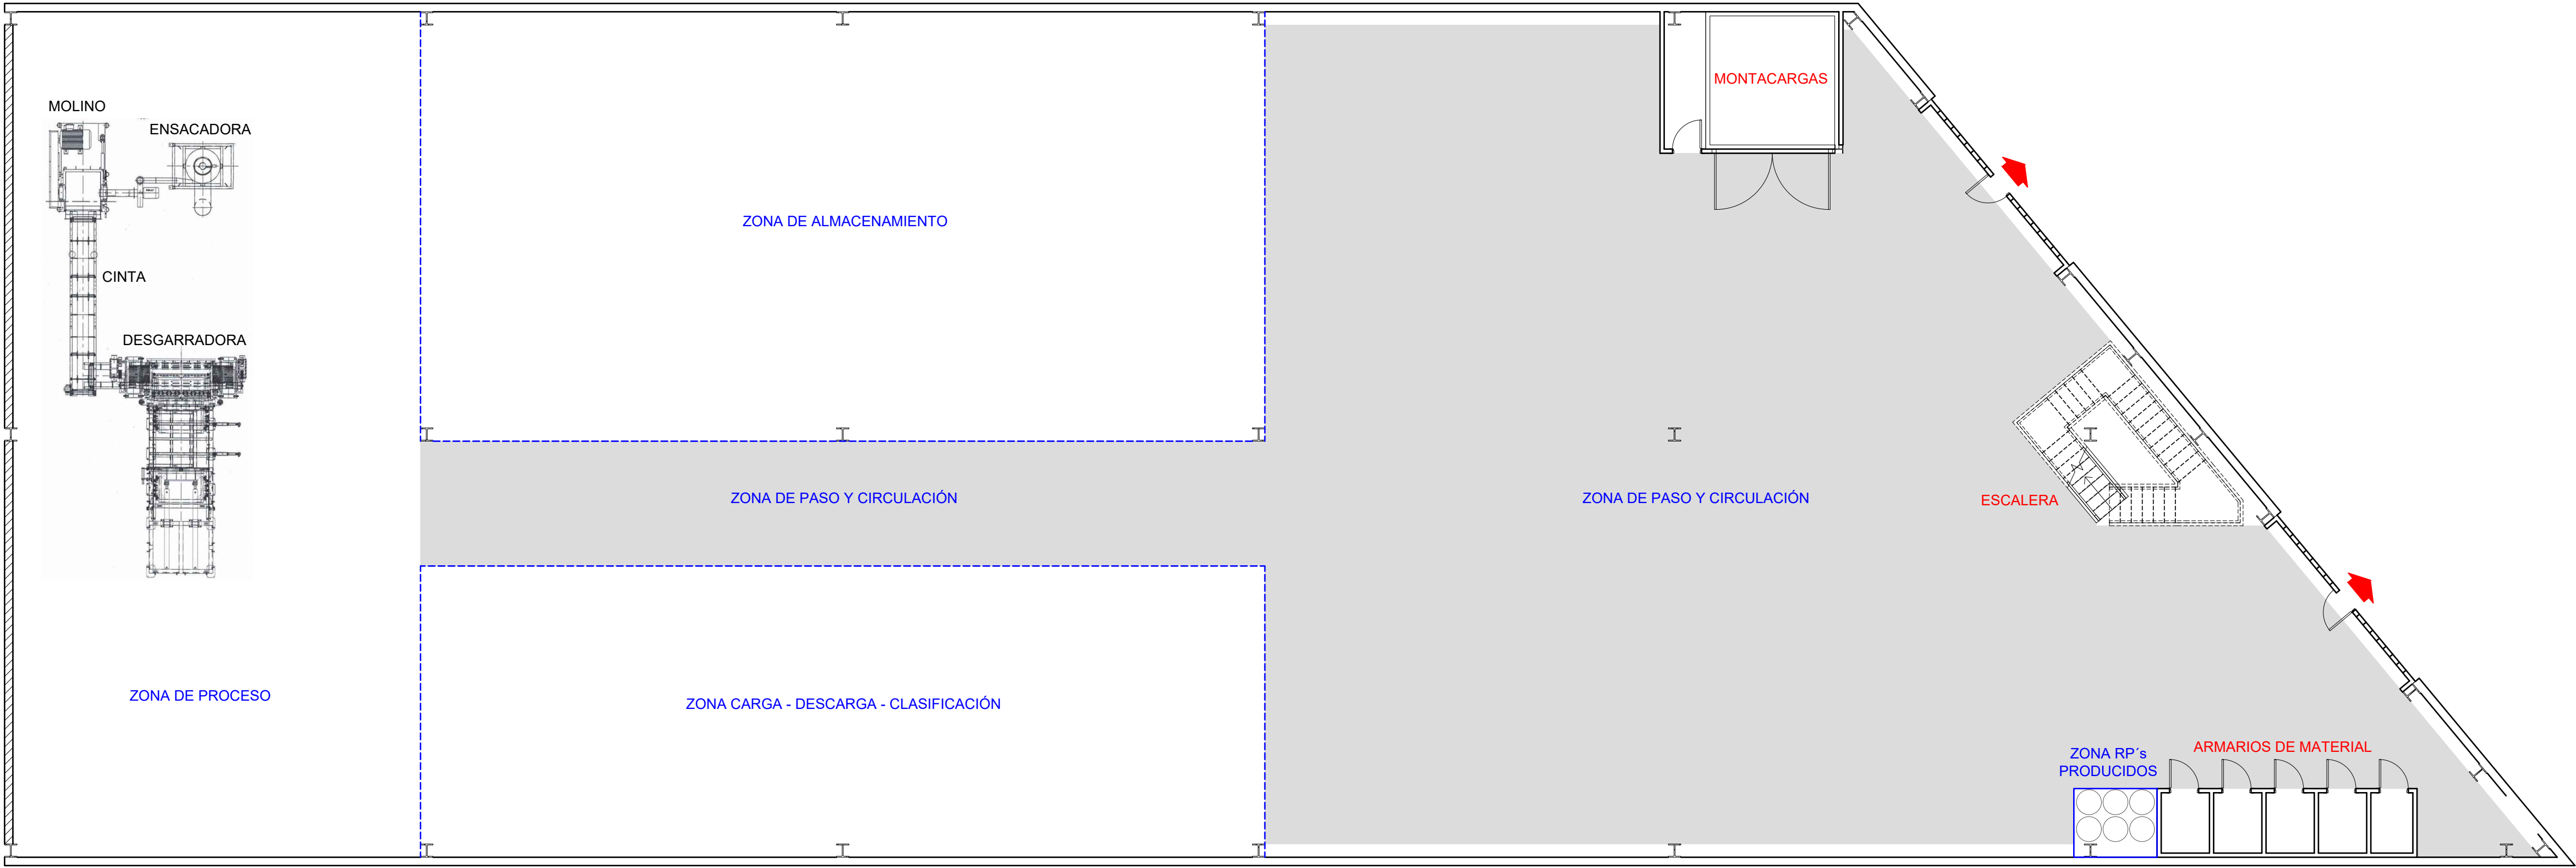 MONTACARGAS
MOLINO
ENSACADORA
ZONA DE ALMACENAMIENTO
CINTA
DESGARRADORA
ZONA DE PASO Y CIRCULACIÓN
ZONA DE PASO Y CIRCULACIÓN
ESCALERA
ZONA DE PROCESO
ZONA CARGA - DESCARGA - CLASIFICACIÓN
ZONA RP´s
PRODUCIDOS
ARMARIOS DE MATERIAL